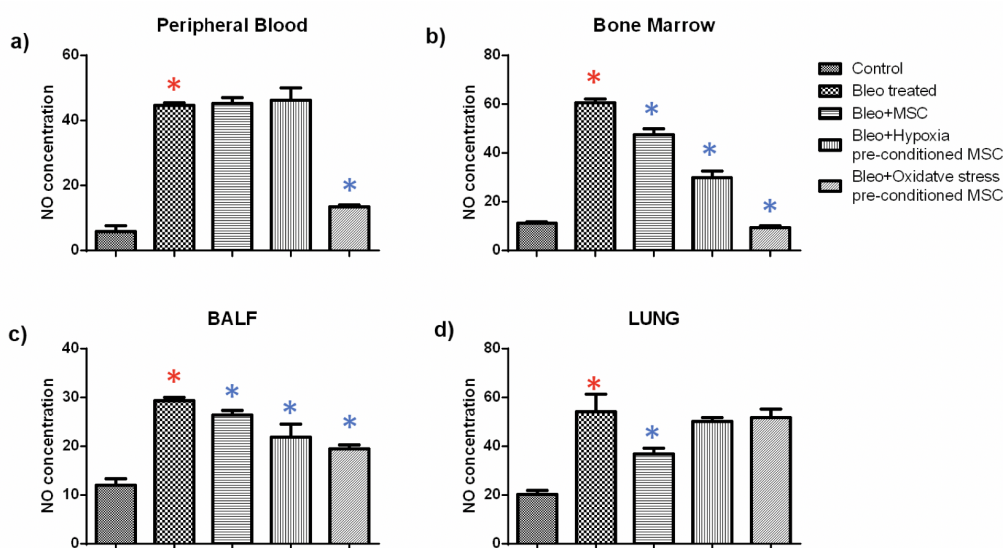 a)
Peripheral Blood
NO concentration
60
40
20
0
*
*
b)
Bone Marrow
NO concentration
80
60
40
20
0
*
*
*
*
Control
Bleo treated
Bleo+MSC
Bleo+Hypoxia
pre-conditioned MSC
Bleo+Oxidatve stress
pre-conditioned MSC
c)
BALF
NO concentration
40
30
20
10
0
*
*
*
*
d)
LUNG
NO concentration
80
60
40
20
0
*
*